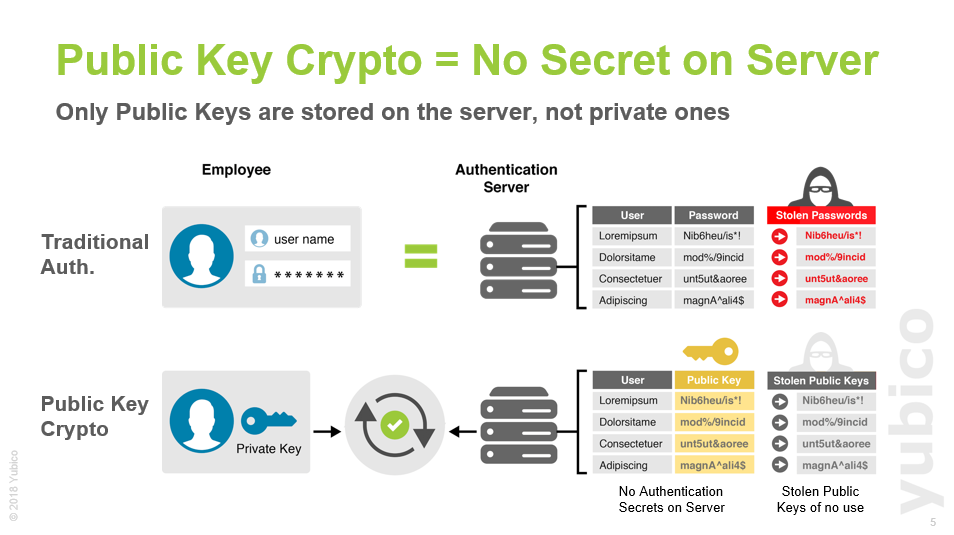 Public Key Crypto = No Secret on Server
Only Public Keys are stored on the server, not private ones
Employee
Authentication
Server
Traditional
Auth.
user name
*******
User Password
Loremipsum Nib6heu/is*!
Dolorsitame mod%/9incid
Consectetuer unt5ut&aoree
Adipiscing magnA^ali4$
Stolen Passwords
Nib6heu/is*!
mod%/9incid
unt5ut&aoree
magnA^ali4$
Public Key
Crypto
Private Key
User Public Key
Loremipsum Nib6heu/is*!
Dolorsitame mod%/9incid
Consectetuer unt5ut&aoree
Adipiscing magnA^ali4$
Stolen Public Keys
Nib6heu/is*!
mod%/9incid
unt5ut&aoree
magnA^ali4$
No Authentication
Secrets on Server
Stolen Public
Keys of no use
© 2018 Yubico
yubico
5